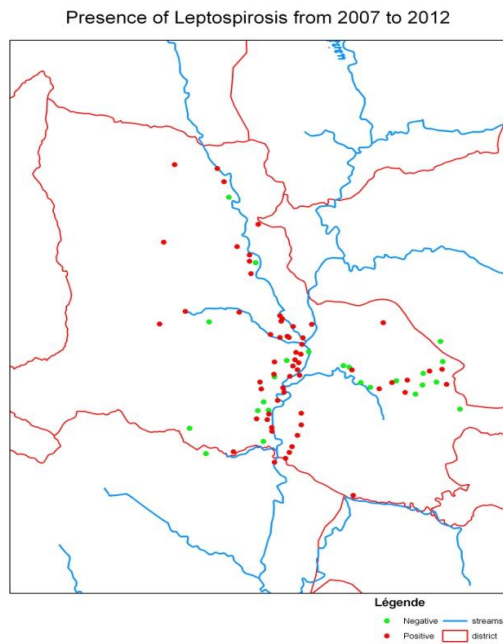 Presence of Leptospirosis from 2007 to 2012
Légende
Negative streams
Positive district